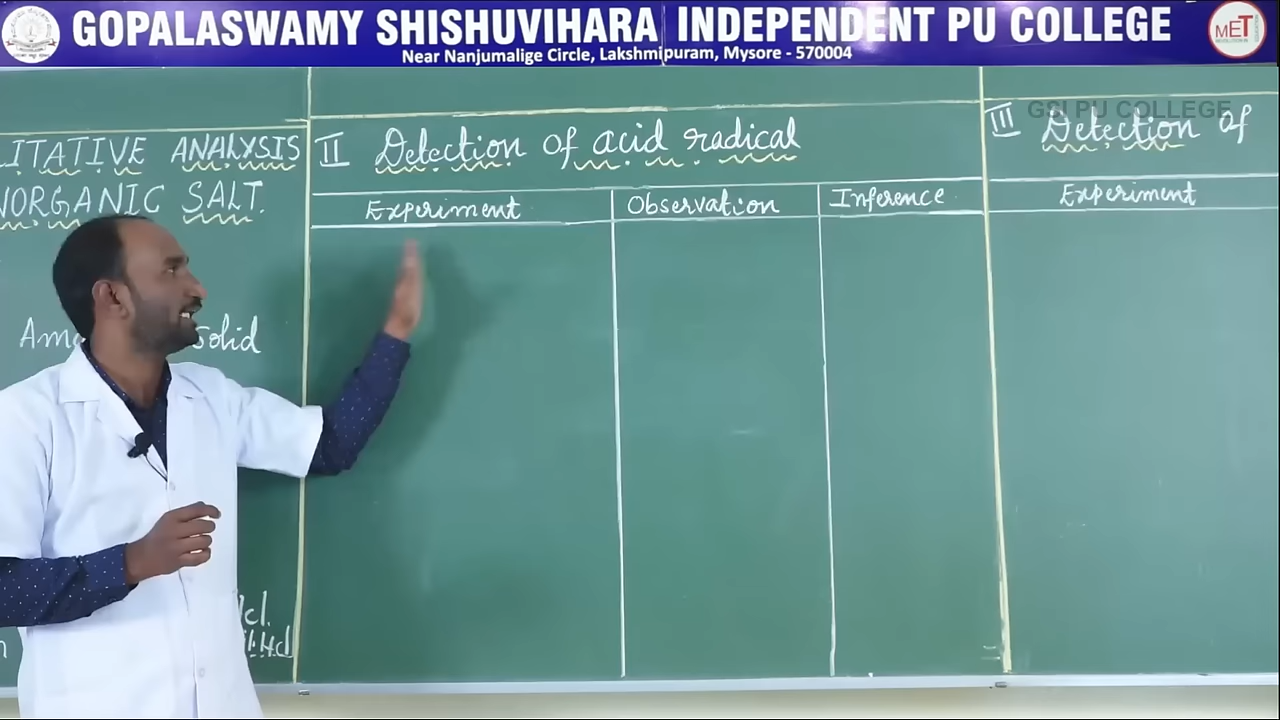 GOPALASWAMY SHISHUVIHARA INDEPENDENT PU COLLEGE
Near Nanjumalige Circle, Lakshmipuram, Mysore - 570004
MET
GSI PU COLLEGE
ITATIVE ANALYSIS
NORGANIC SALT.
Solid
II Detection of acid radical
Experiment Observation Inference
III Detection of
Experiment